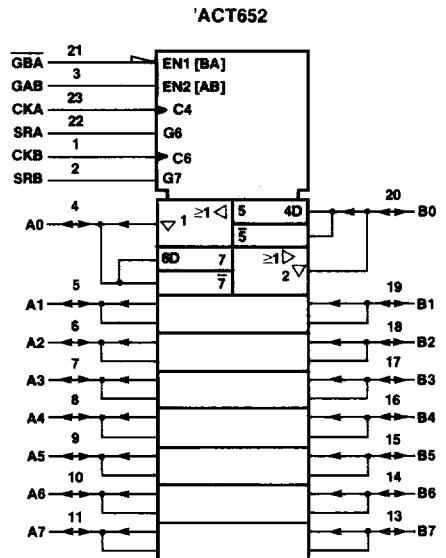 'ACT652
21
GBA EN1 [BA]
3
GAB EN2 [AB]
23
CKA C4
22
SRA G6
1
CKB C6
2
SRB G7
4 20
A0 1 ≥1 5 4D B0
5
6D 7 ≥1
7 2
5 19
A1 B1
6 18
A2 B2
7 17
A3 B3
8 16
A4 B4
9 15
A5 B5
10 14
A6 B6
11 13
A7 B7